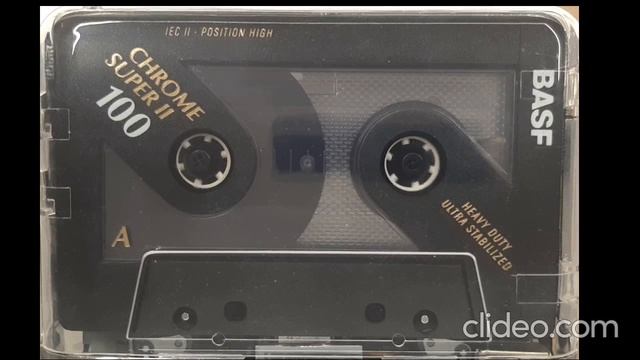 IEC II · POSITION HIGH
CHROME
SUPER II
100
BASF
A
HEAVY DUTY
ULTRA STABILIZED
clideo.com